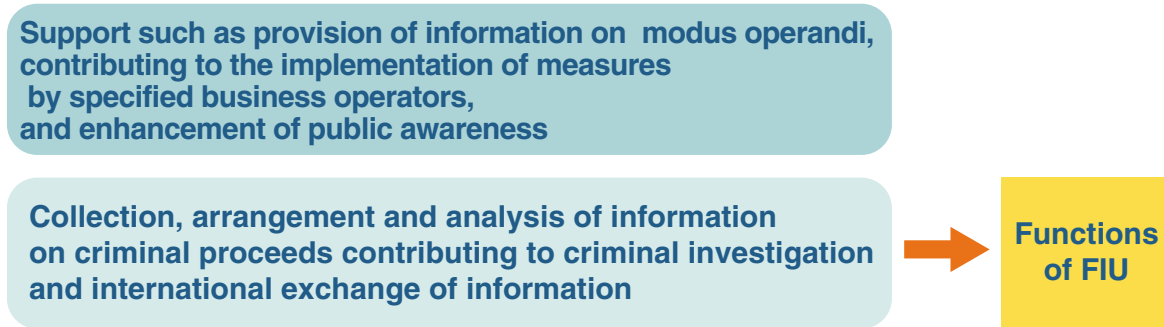 Support such as provision of information on modus operandi,
contributing to the implementation of measures
by specified business operators,
and enhancement of public awareness
Collection, arrangement and analysis of information
on criminal proceeds contributing to criminal investigation
and international exchange of information
Functions
of FIU